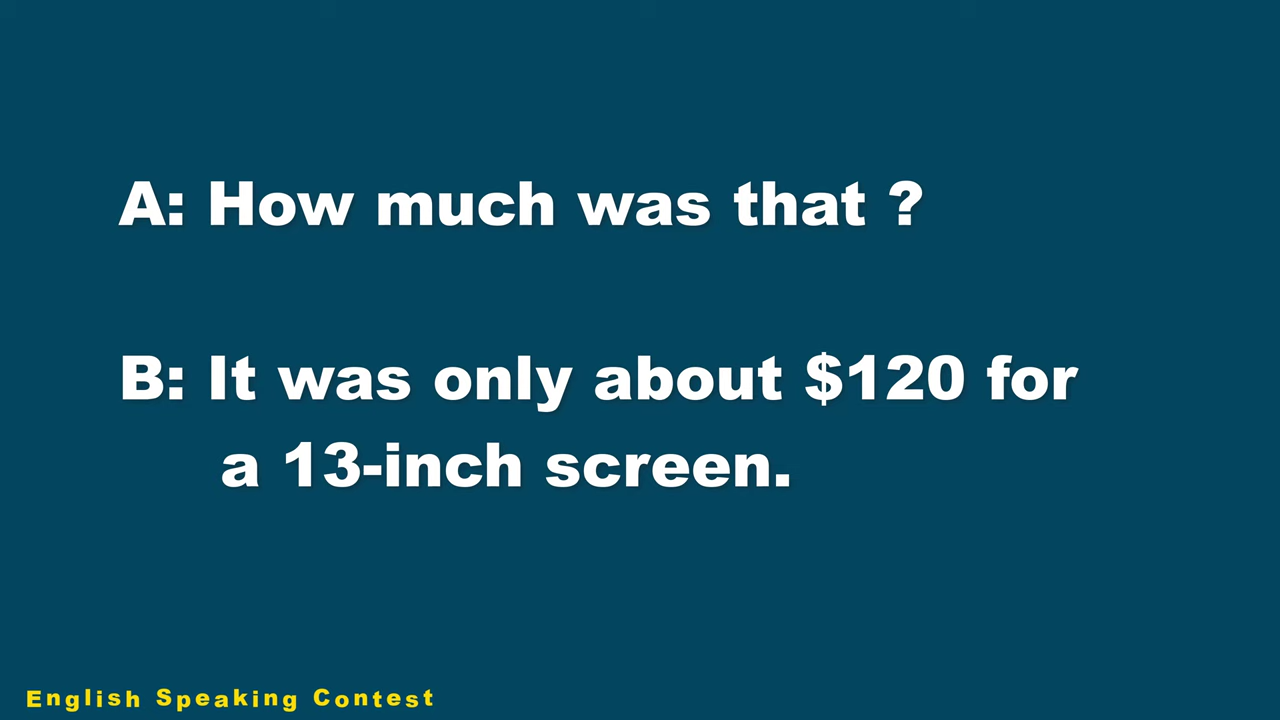 A: How much was that ?
B: It was only about $120 for
a 13-inch screen.
English Speaking Contest